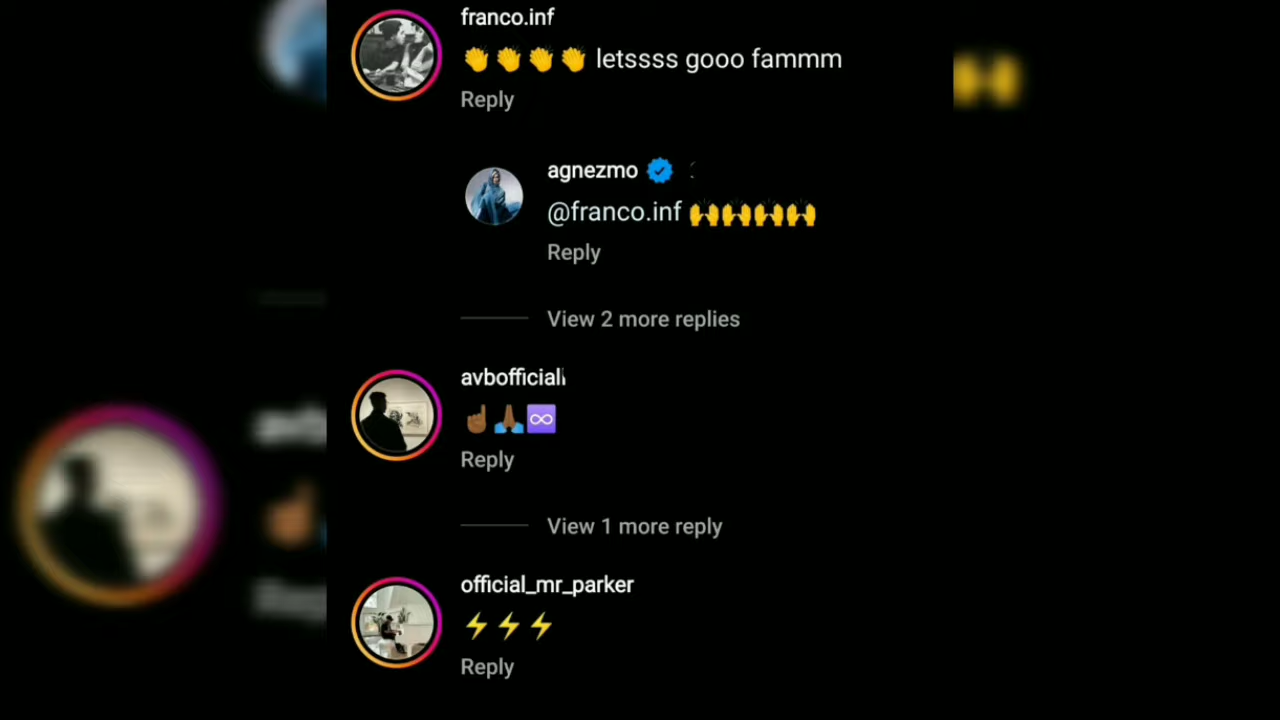 franco.inf
👏👏👏👏 letssss gooo fammm
Reply
agnezmo
@franco.inf 🙌🙌🙌🙌
Reply
View 2 more replies
avbofficiall
☝🏾🙏🏾♾️
Reply
View 1 more reply
official_mr_parker
⚡⚡⚡
Reply